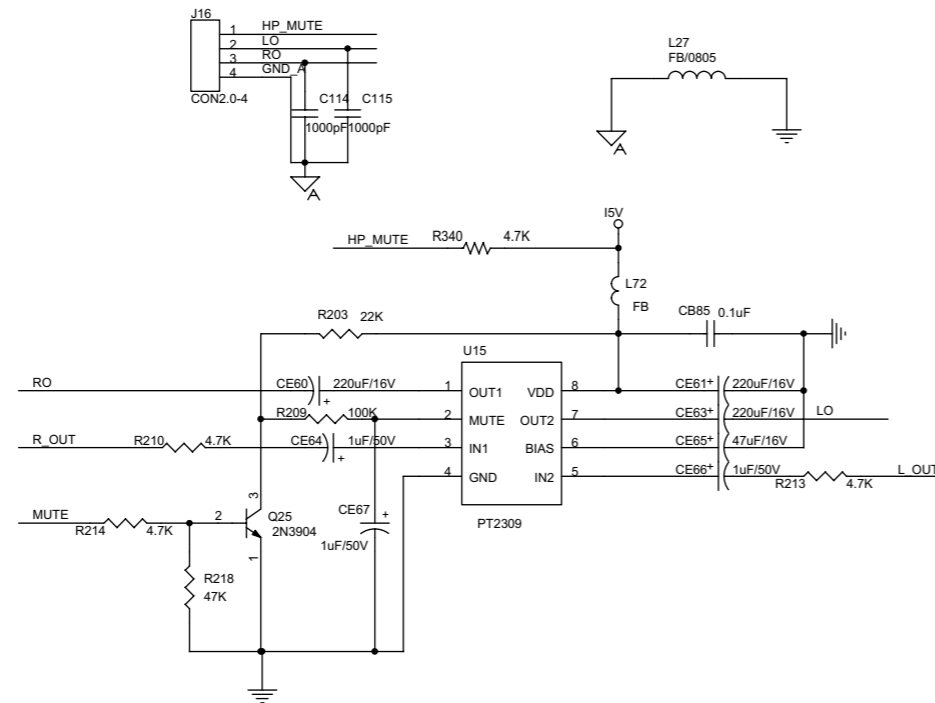 J16
1 HP_MUTE
2 LO
3 RO
4 GND_A
CON2.0-4
C114 C115
1000pF 1000pF
A
L27
FB/0805
A
I5V
HP_MUTE R340 4.7K
L72
FB
CB85 0.1uF
R203 22K
U15
RO CE60 + 220uF/16V 1 OUT1 VDD 8 CE61+ 220uF/16V
R209 100K 2 MUTE OUT2 7 CE63+ 220uF/16V LO
R_OUT R210 4.7K CE64 + 1uF/50V 3 IN1 BIAS 6 CE65+ 47uF/16V
4 GND IN2 5 CE66+ 1uF/50V R213 4.7K L_OUT
PT2309
MUTE R214 4.7K 2 3 1 Q25
2N3904
CE67 +
1uF/50V
R218
47K